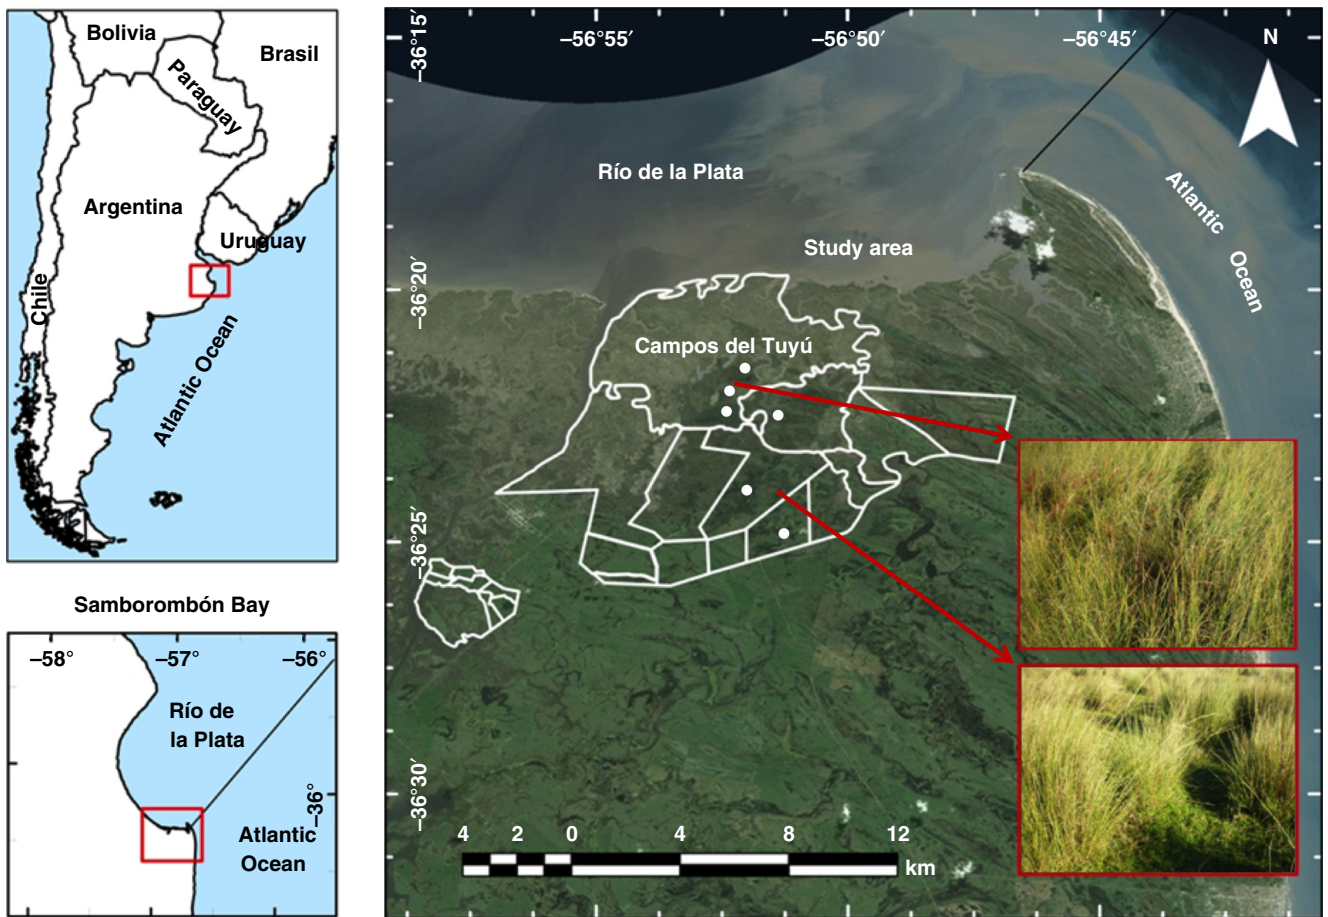 Bolivia
Brasil
Paraguay
Argentina
Uruguay
Chile
Atlantic Ocean
Samborombón Bay
–58°
–57°
–56°
Río de
la Plata
–36°
Atlantic
Ocean
–36°15′
–56°55′
–56°50′
–56°45′
N
Río de la Plata
Atlantic
Ocean
Study area
–36°20′
Campos del Tuyú
–36°25′
–36°30′
4 2 0 4 8 12
km